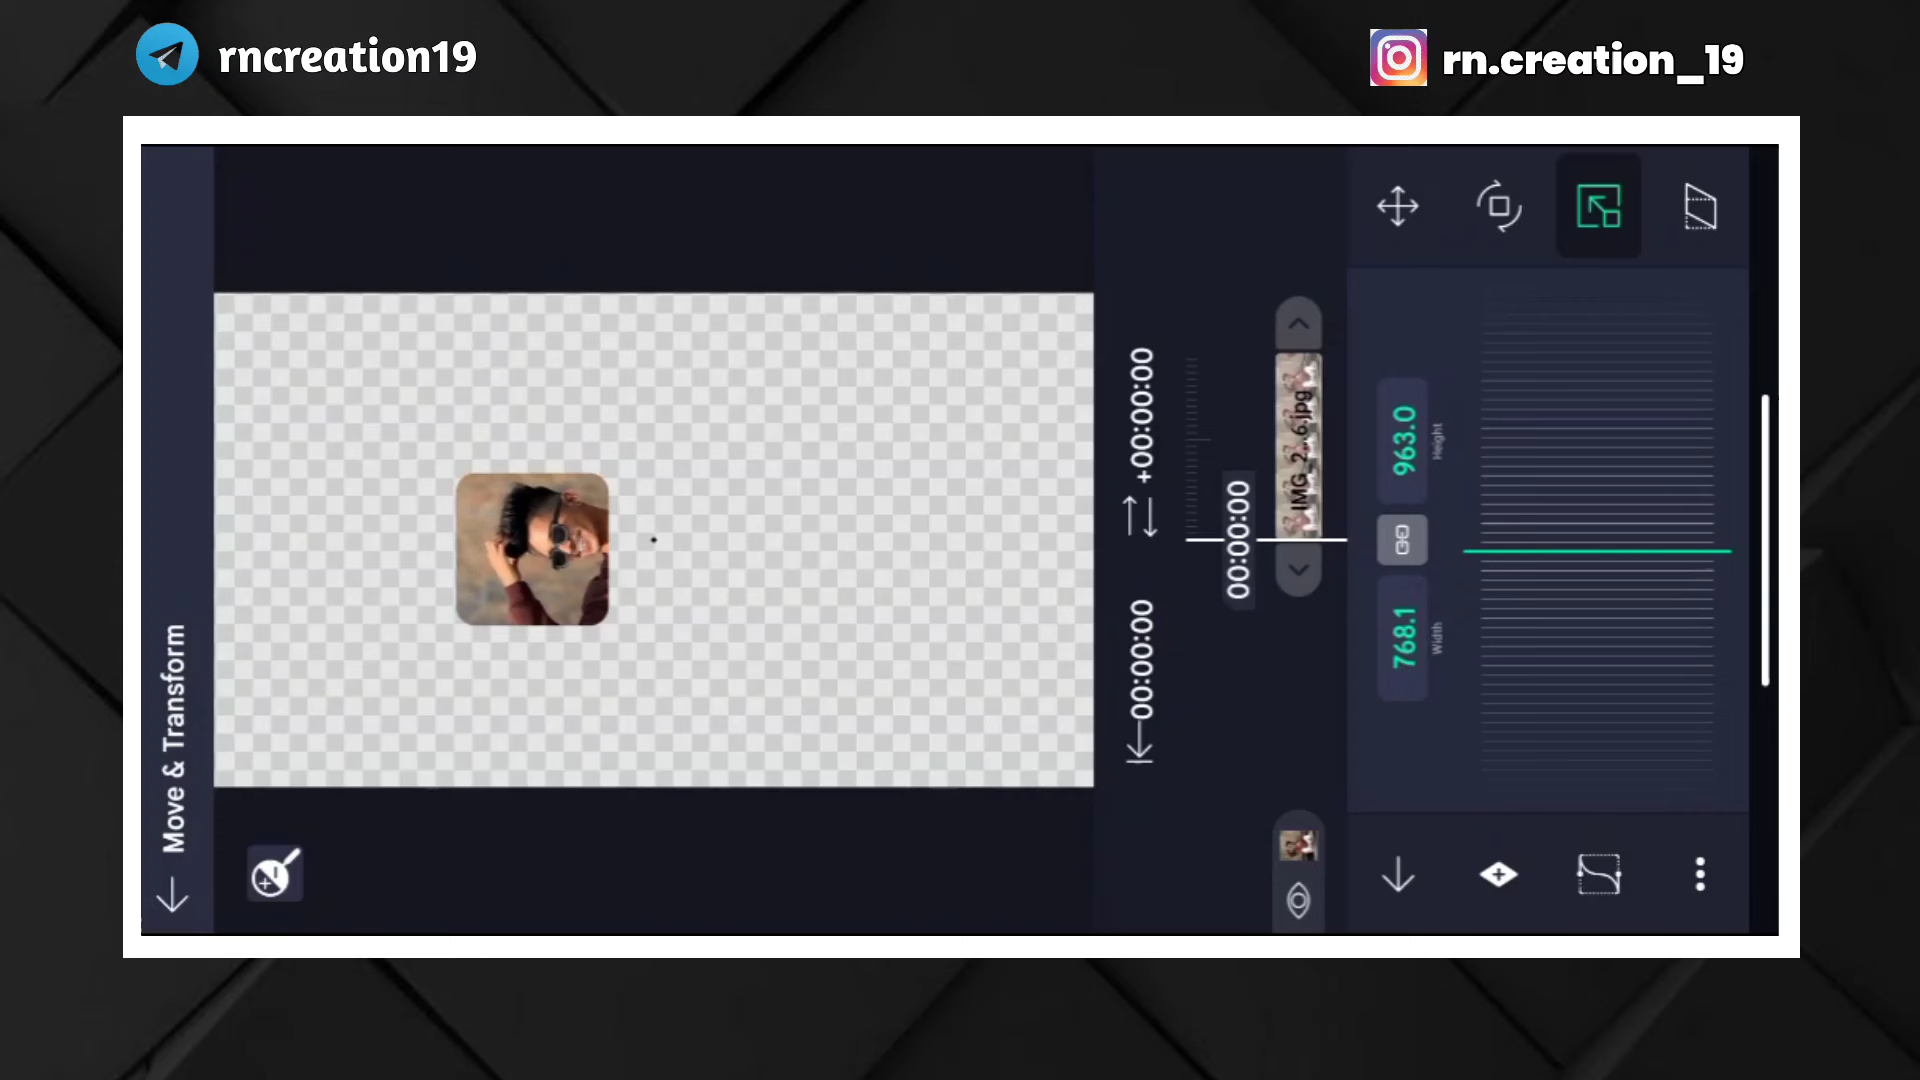 rncreation19
rn.creation_19
Move & Transform
00:00:00
+00:00:00
00:00:00
IMG_2...6.jpg
768.1
Width
963.0
Height